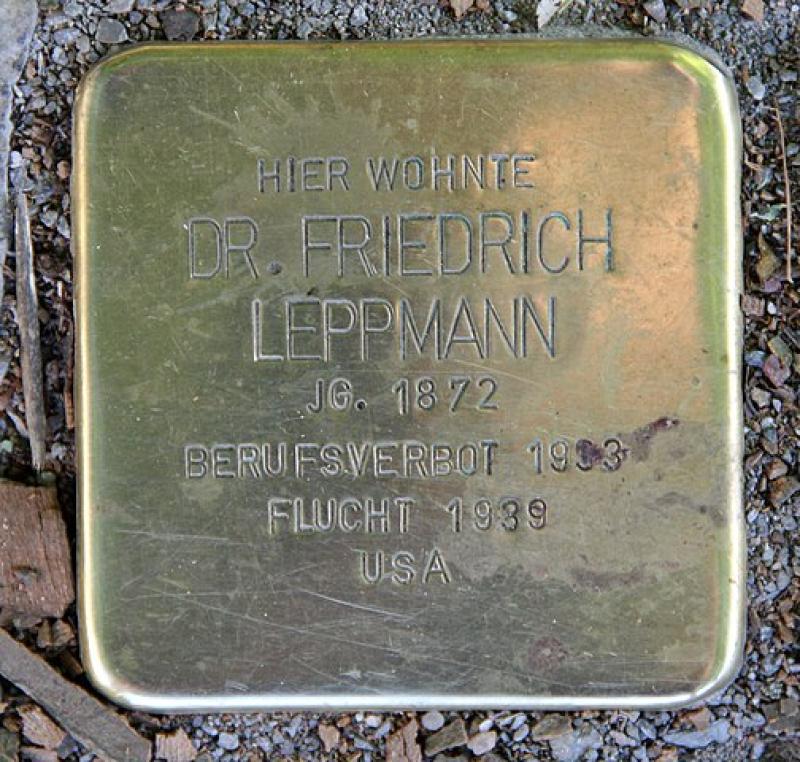 HIER WOHNTE
DR. FRIEDRICH
LEPPMANN
JG. 1872
BERUFSVERBOT 1933
FLUCHT 1939
USA